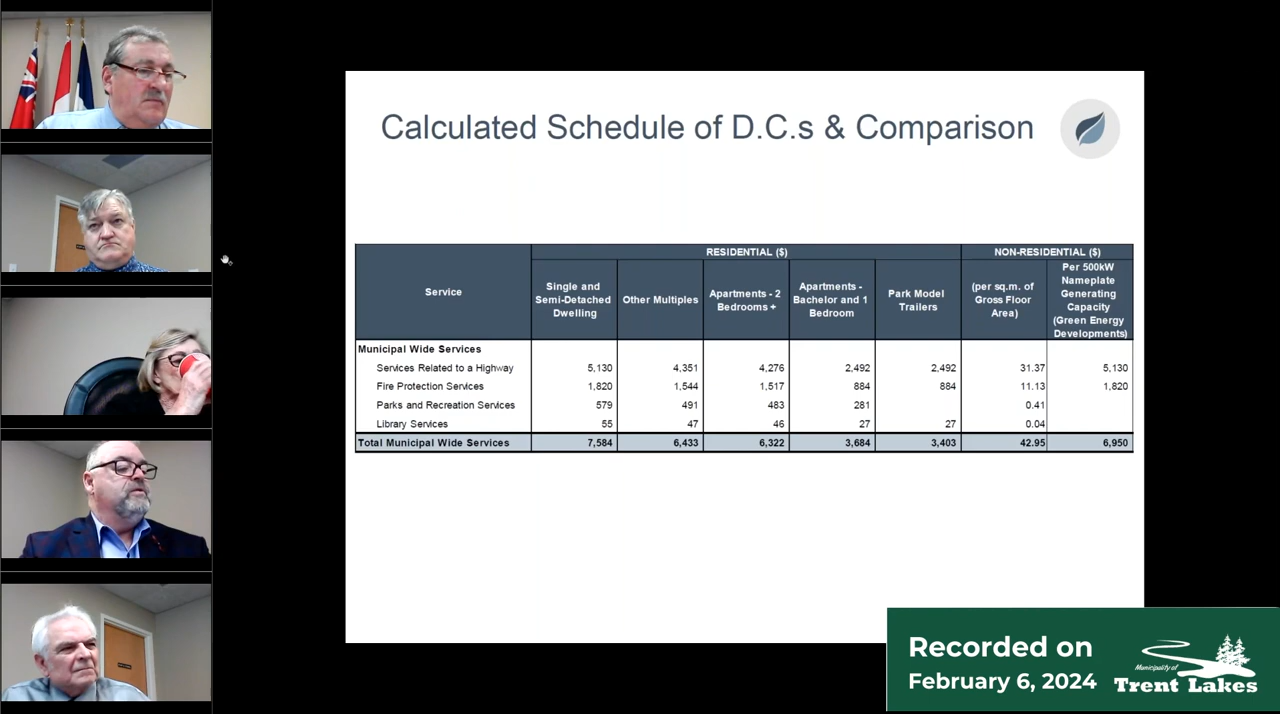 Calculated Schedule of D.C.s & Comparison
Service
RESIDENTIAL ($)
NON-RESIDENTIAL ($)
Single and
Semi-Detached
Dwelling
Other Multiples
Apartments - 2
Bedrooms +
Apartments -
Bachelor and 1
Bedroom
Park Model
Trailers
(per sq.m. of
Gross Floor
Area)
Per 500kW
Nameplate
Generating
Capacity
(Green Energy
Developments)
Municipal Wide Services
Services Related to a Highway 5,130 4,351 4,276 2,492 2,492 31.37 5,130
Fire Protection Services 1,820 1,544 1,517 884 884 11.13 1,820
Parks and Recreation Services 579 491 483 281 0.41
Library Services 55 47 46 27 27 0.04
Total Municipal Wide Services 7,584 6,433 6,322 3,684 3,403 42.95 6,950
Recorded on
February 6, 2024
Municipality of
Trent Lakes